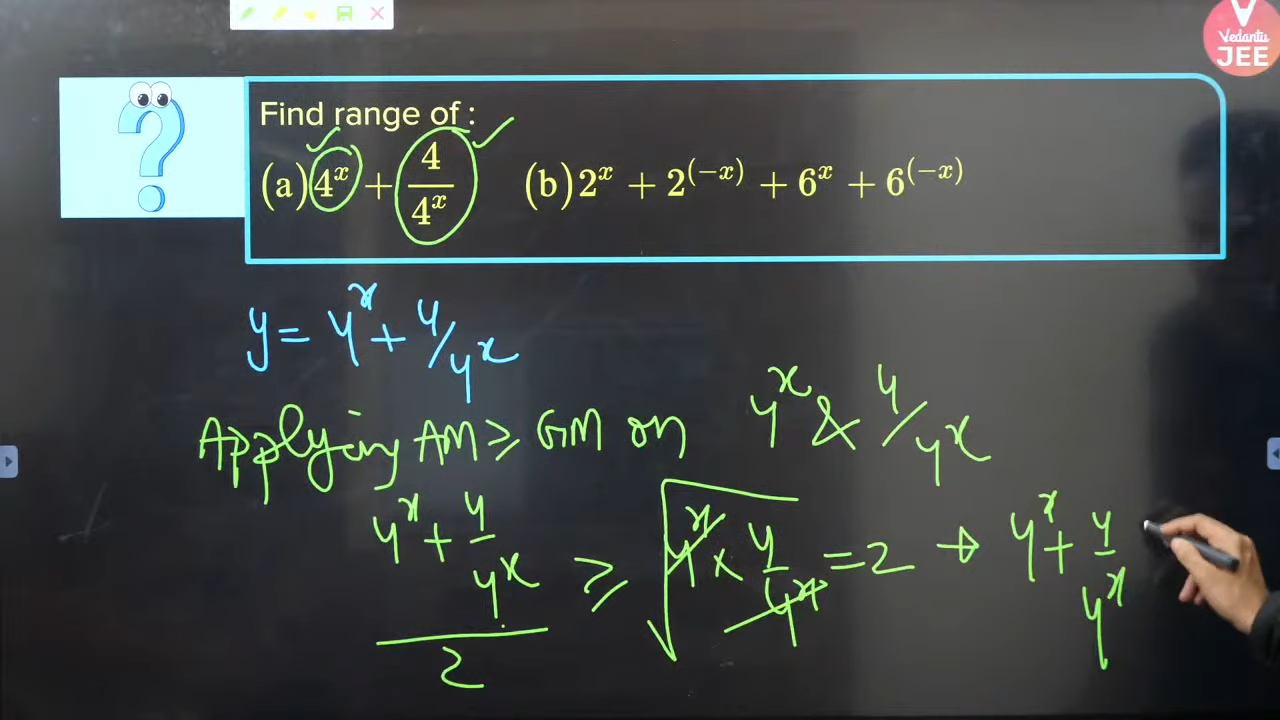 Vedantu
JEE
Find range of :
(a) 4^x + 4/4^x (b) 2^x + 2^(−x) + 6^x + 6^(−x)
y = 4^x + 4/4^x
Applying AM ≥ GM on 4^x & 4/4^x
(4^x + 4/4^x)/2 ≥ √(4^x × 4/4^x) = 2 → 4^x + 4/4^x